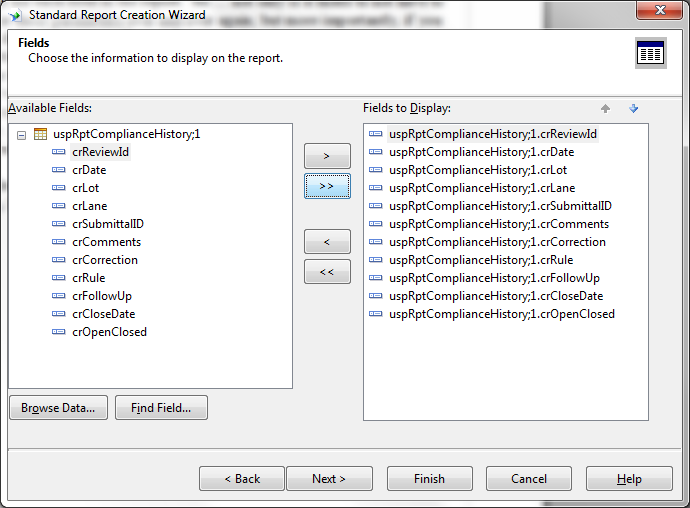 Standard Report Creation Wizard
Fields
Choose the information to display on the report.
Available Fields:
uspRptComplianceHistory;1
crReviewId
crDate
crLot
crLane
crSubmittalID
crComments
crCorrection
crRule
crFollowUp
crCloseDate
crOpenClosed
>
>>
<
<<
Fields to Display:
uspRptComplianceHistory;1.crReviewId
uspRptComplianceHistory;1.crDate
uspRptComplianceHistory;1.crLot
uspRptComplianceHistory;1.crLane
uspRptComplianceHistory;1.crSubmittalID
uspRptComplianceHistory;1.crComments
uspRptComplianceHistory;1.crCorrection
uspRptComplianceHistory;1.crRule
uspRptComplianceHistory;1.crFollowUp
uspRptComplianceHistory;1.crCloseDate
uspRptComplianceHistory;1.crOpenClosed
Browse Data...
Find Field...
< Back
Next >
Finish
Cancel
Help